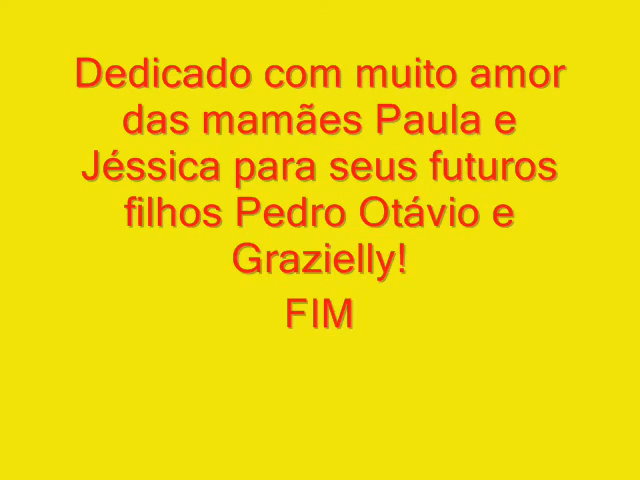 Dedicado com muito amor
das mamães Paula e
Jéssica para seus futuros
filhos Pedro Otávio e
Grazielly!
FIM